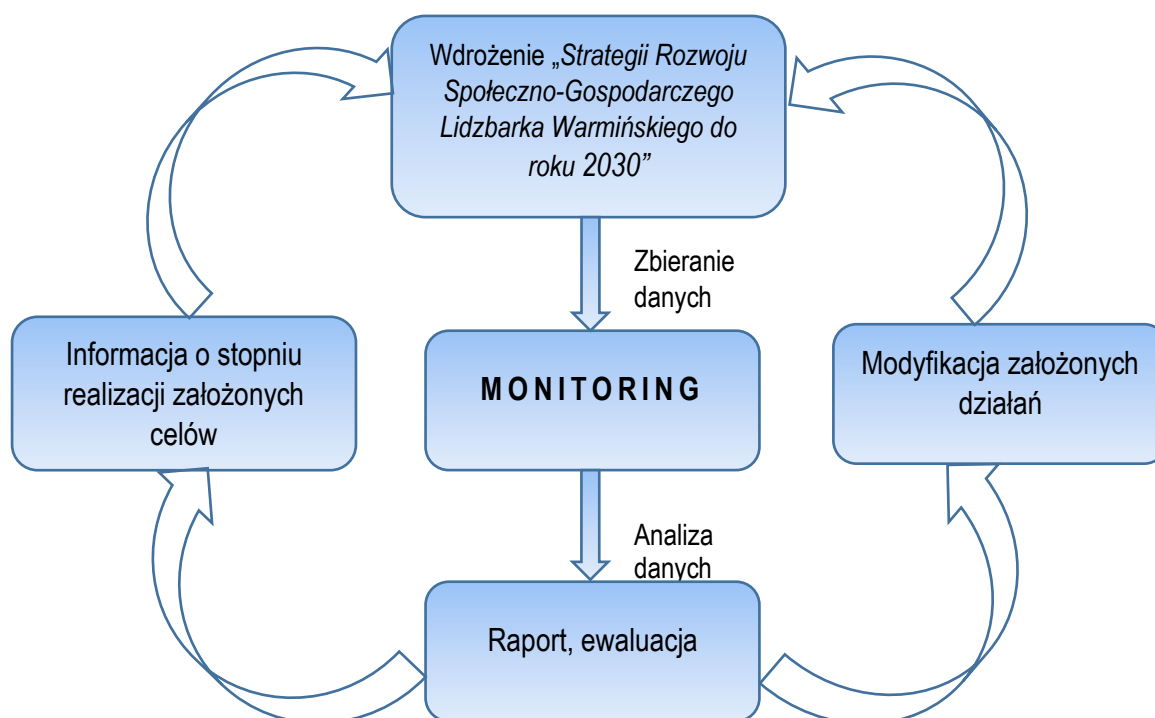 Wdrożenie „Strategii Rozwoju
Społeczno-Gospodarczego
Lidzbarka Warmińskiego do
roku 2030”
Zbieranie
danych
Informacja o stopniu
realizacji założonych
celów
MONITORING
Modyfikacja założonych
działań
Analiza
danych
Raport, ewaluacja